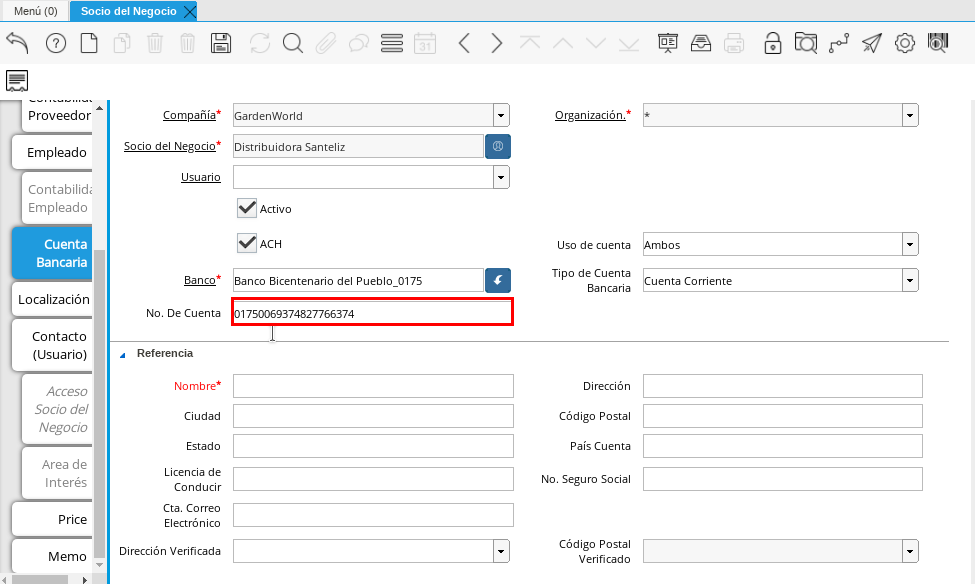 Menú (0)
Socio del Negocio
31
Proveedor
Empleado
Contabilida
Empleado
Cuenta
Bancaria
Localización
Contacto
(Usuario)
Acceso
Socio del
Negocio
Area de
Interés
Price
Memo
Compañía* GardenWorld Organización.* *
Socio del Negocio* Distribuidora Santeliz
Usuario
Activo
ACH Uso de cuenta Ambos
Banco* Banco Bicentenario del Pueblo_0175 Tipo de Cuenta
Bancaria Cuenta Corriente
No. De Cuenta 01750069374827766374
Referencia
Nombre* Dirección
Ciudad Código Postal
Estado País Cuenta
Licencia de
Conducir No. Seguro Social
Cta. Correo
Electrónico
Dirección Verificada Código Postal
Verificado